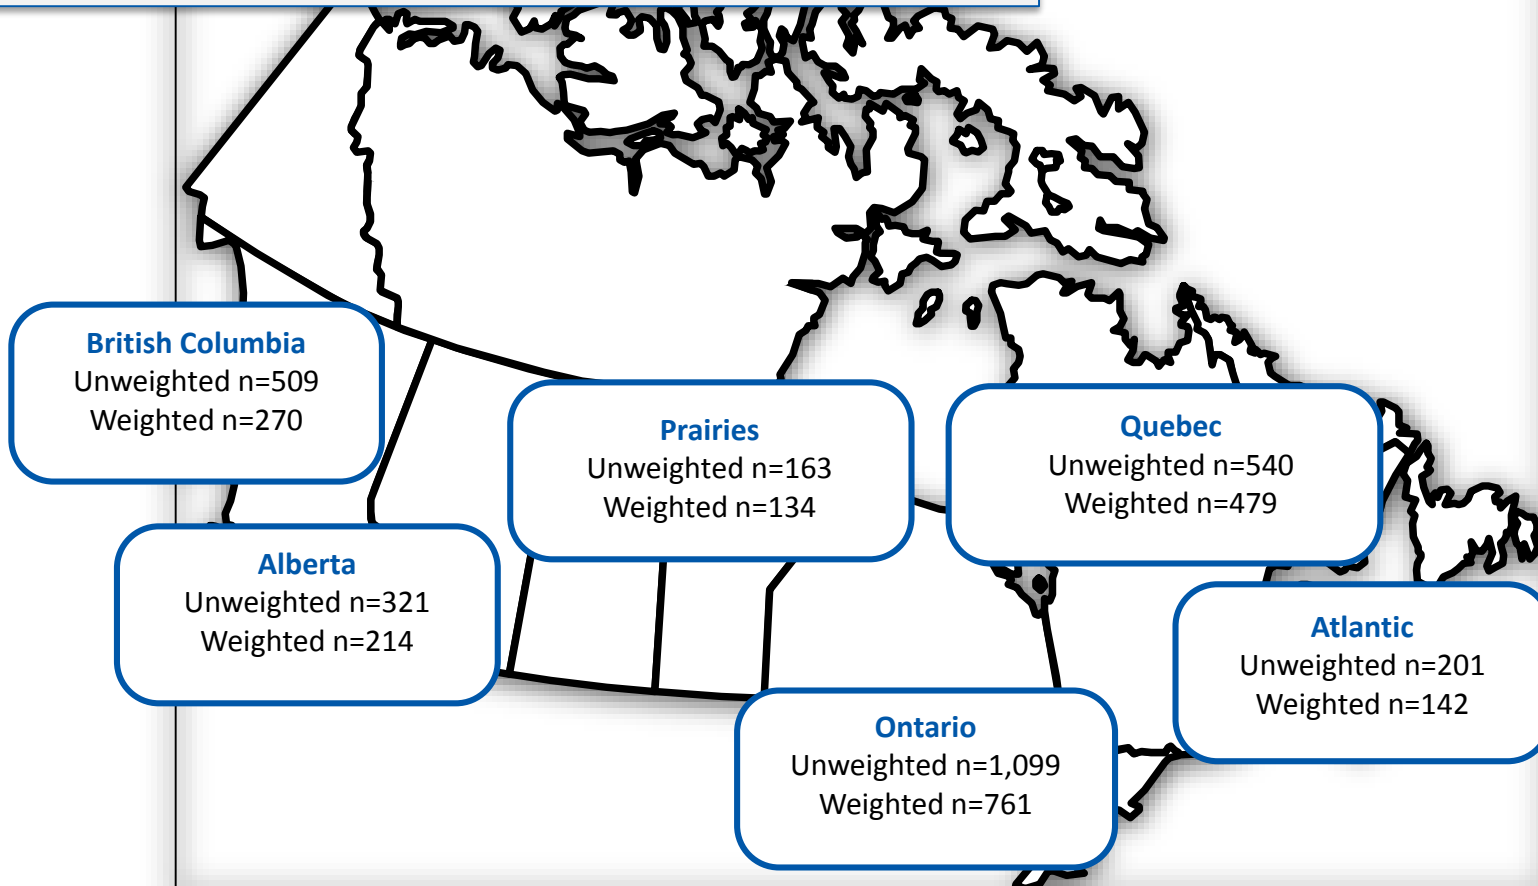 British Columbia
Unweighted n=509
Weighted n=270
Prairies
Unweighted n=163
Weighted n=134
Quebec
Unweighted n=540
Weighted n=479
Alberta
Unweighted n=321
Weighted n=214
Atlantic
Unweighted n=201
Weighted n=142
Ontario
Unweighted n=1,099
Weighted n=761